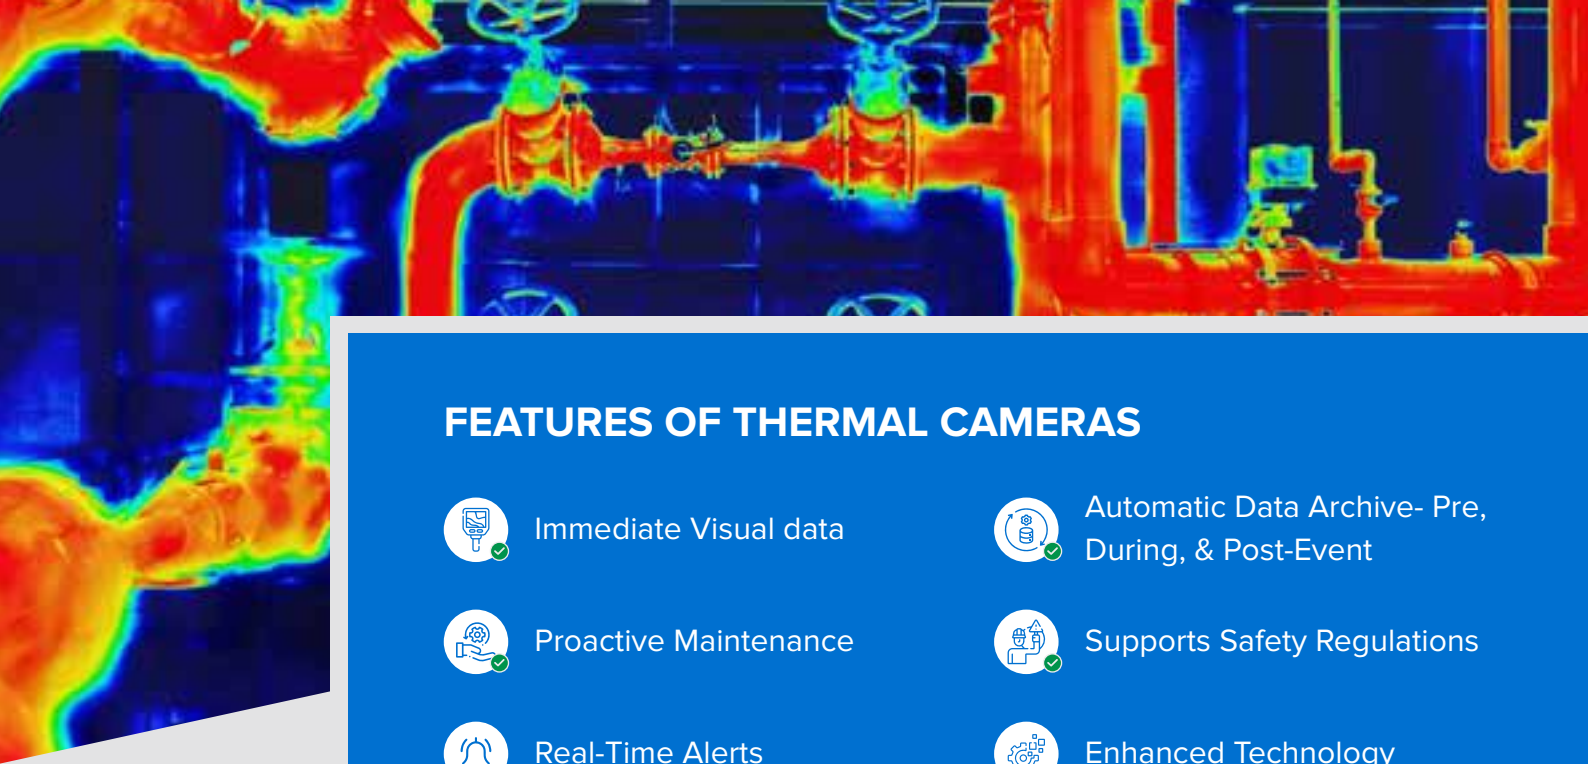 FEATURES OF THERMAL CAMERAS
Immediate Visual data
Automatic Data Archive- Pre,
During, & Post-Event
Proactive Maintenance
Supports Safety Regulations
Real-Time Alerts
Enhanced Technology